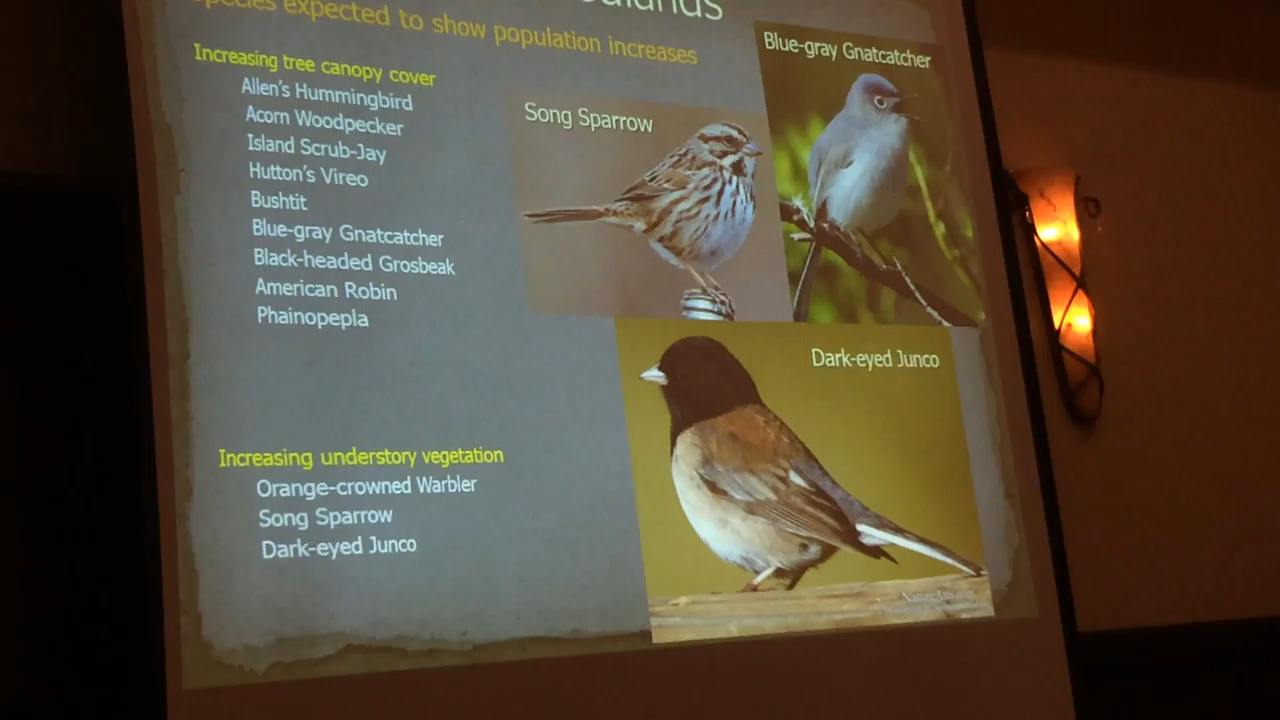 Species expected to show population increases
Increasing tree canopy cover
Allen's Hummingbird
Acorn Woodpecker
Island Scrub-Jay
Hutton's Vireo
Bushtit
Blue-gray Gnatcatcher
Black-headed Grosbeak
American Robin
Phainopepla
Increasing understory vegetation
Orange-crowned Warbler
Song Sparrow
Dark-eyed Junco
Song Sparrow
Blue-gray Gnatcatcher
Dark-eyed Junco